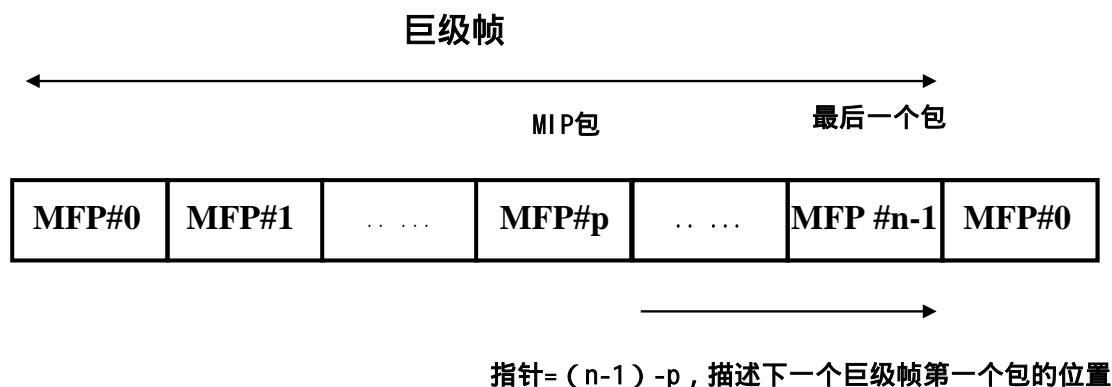 巨级帧
MIP包 最后一个包
MFP#0 MFP#1 .. ... MFP#p .. ... MFP #n-1 MFP#0
指针=（n-1）-p，描述下一个巨级帧第一个包的位置